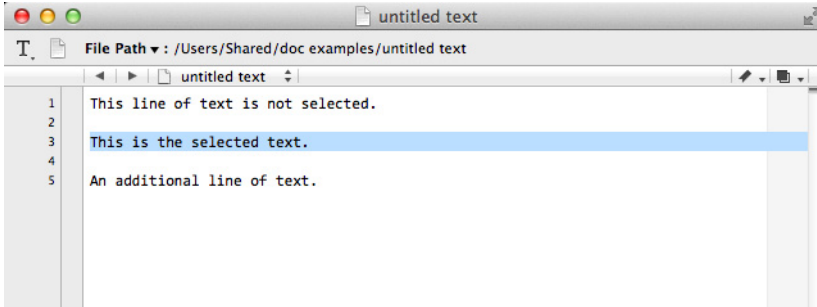 untitled text
T File Path ▾ : /Users/Shared/doc examples/untitled text
untitled text
1 This line of text is not selected.
2
3 This is the selected text.
4
5 An additional line of text.